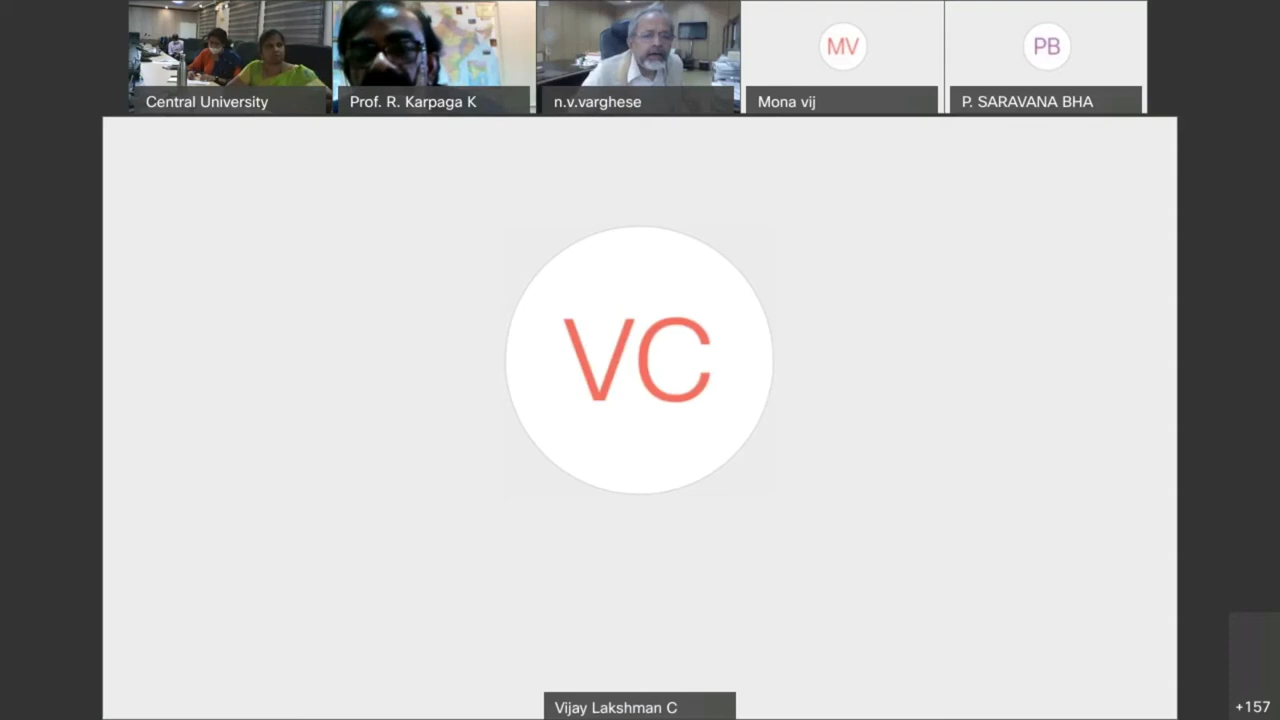 MV
PB
Central University
Prof. R. Karpaga K
n.v.varghese
Mona vij
P. SARAVANA BHA
VC
Vijay Lakshman C
+157